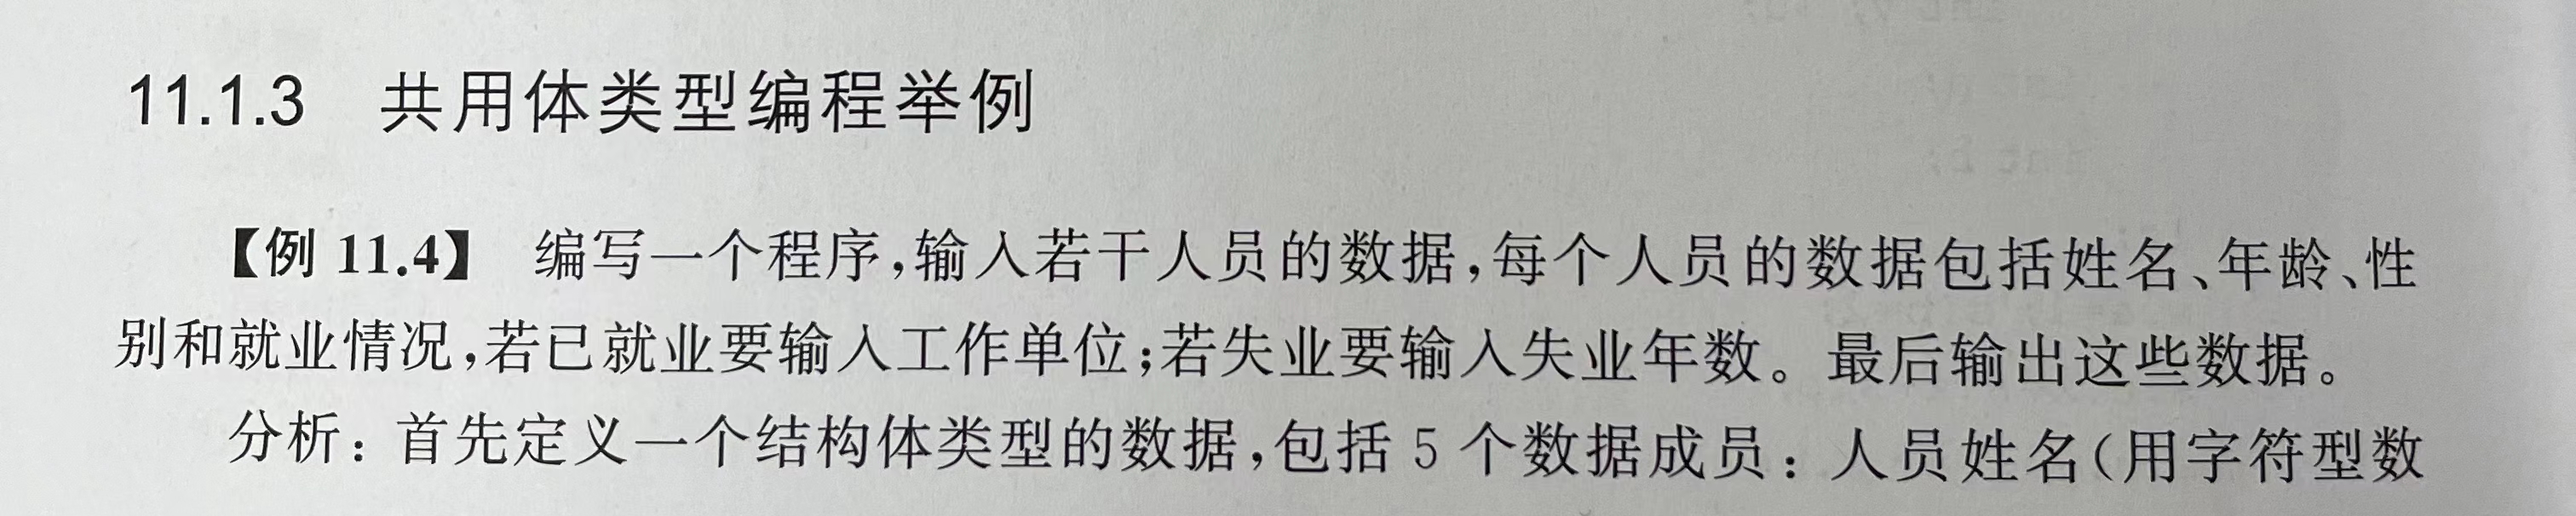 11.1.3 共用体类型编程举例
【例 11.4】 编写一个程序,输入若干人员的数据,每个人员的数据包括姓名、年龄、性
别和就业情况,若已就业要输入工作单位;若失业要输入失业年数。最后输出这些数据。
分析:首先定义一个结构体类型的数据,包括 5 个数据成员:人员姓名(用字符型数